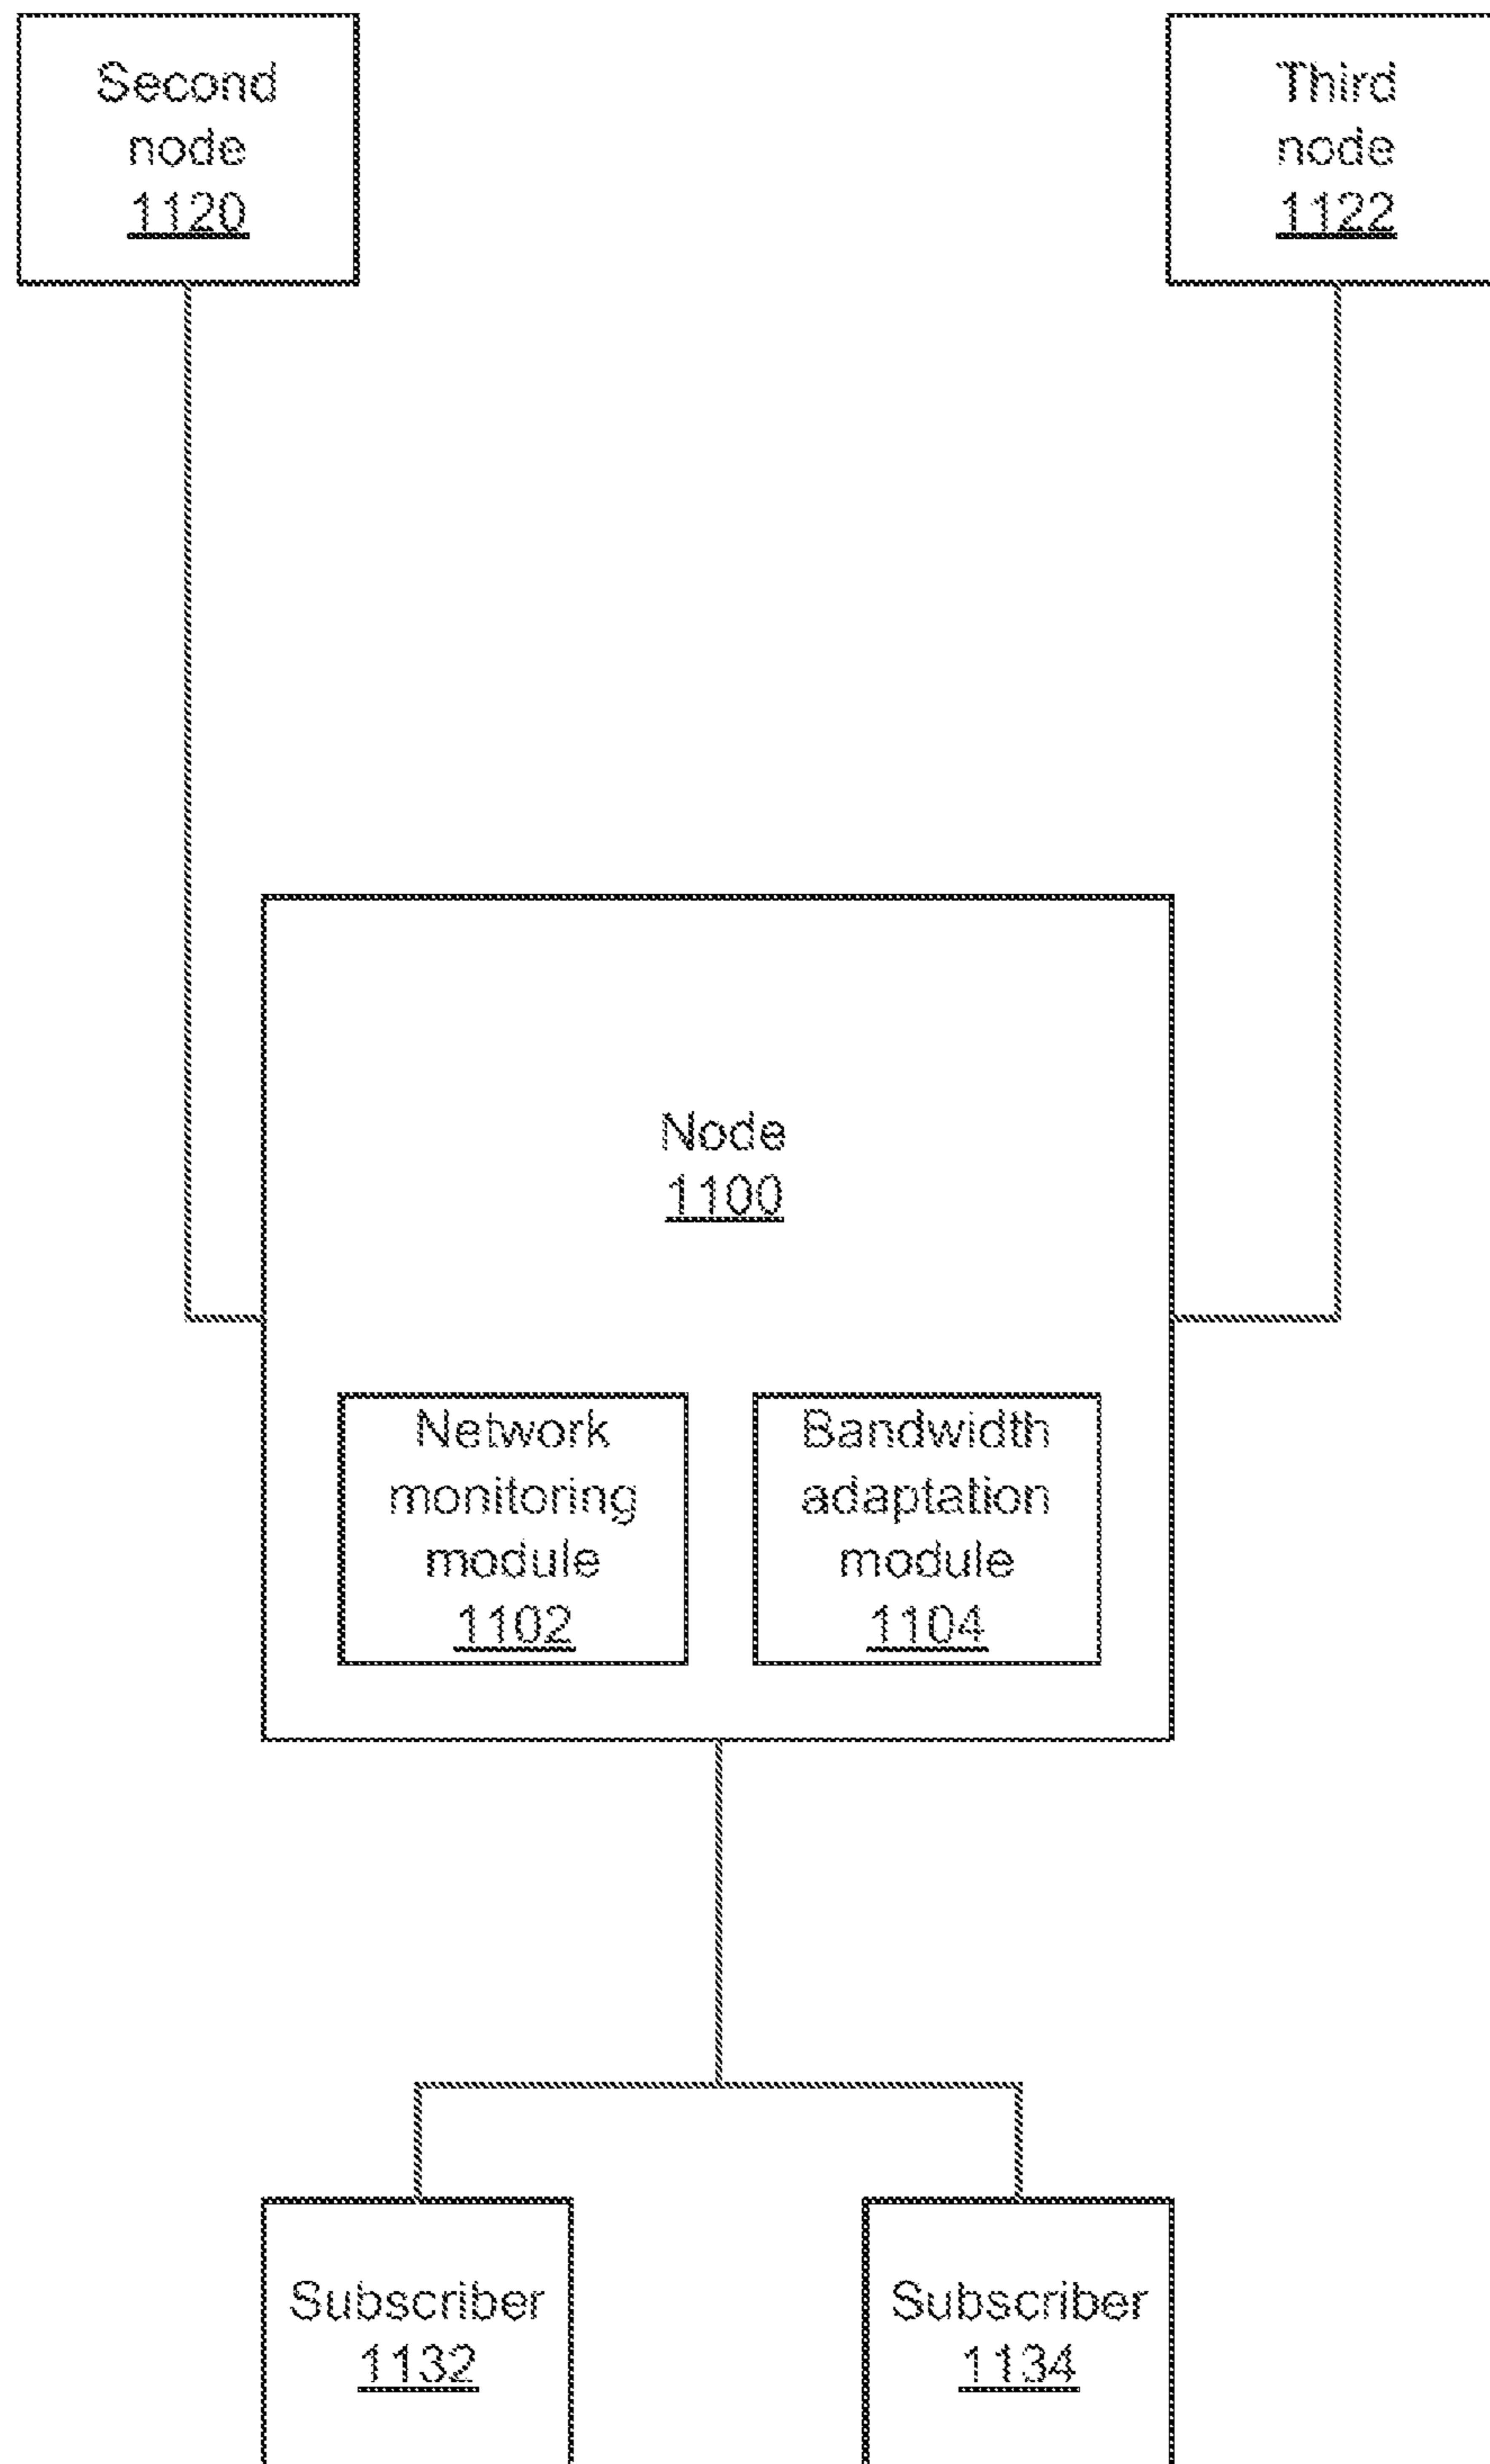 Second
node
1120
Third
node
1122
Node
1100
Network
monitoring
module
1102
Bandwidth
adaptation
module
1104
Subscriber
1132
Subscriber
1134